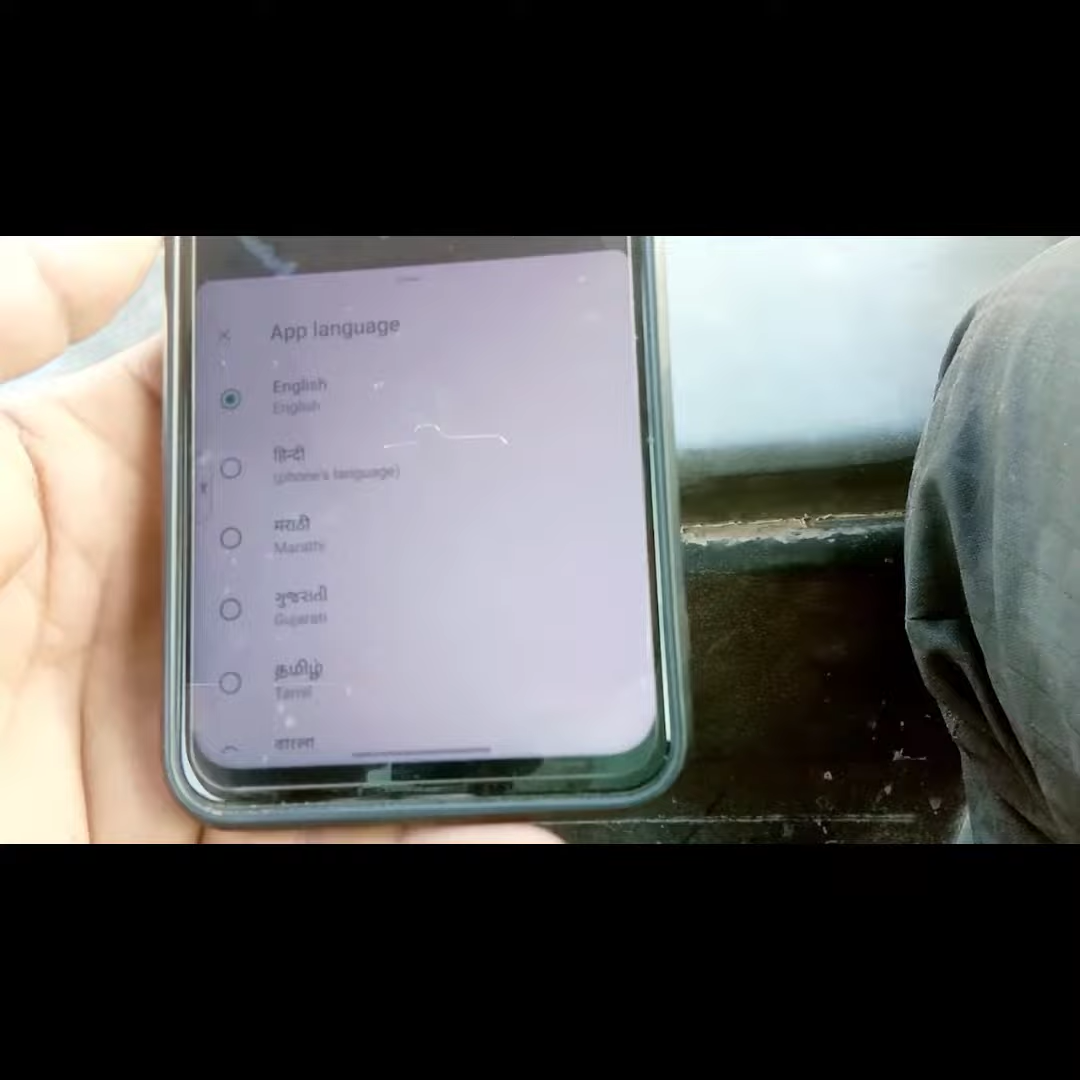 App language
English
English
हिन्दी
(phone's language)
मराठी
Marathi
ગુજરાતી
Gujarati
தமிழ்
Tamil
বাংলা